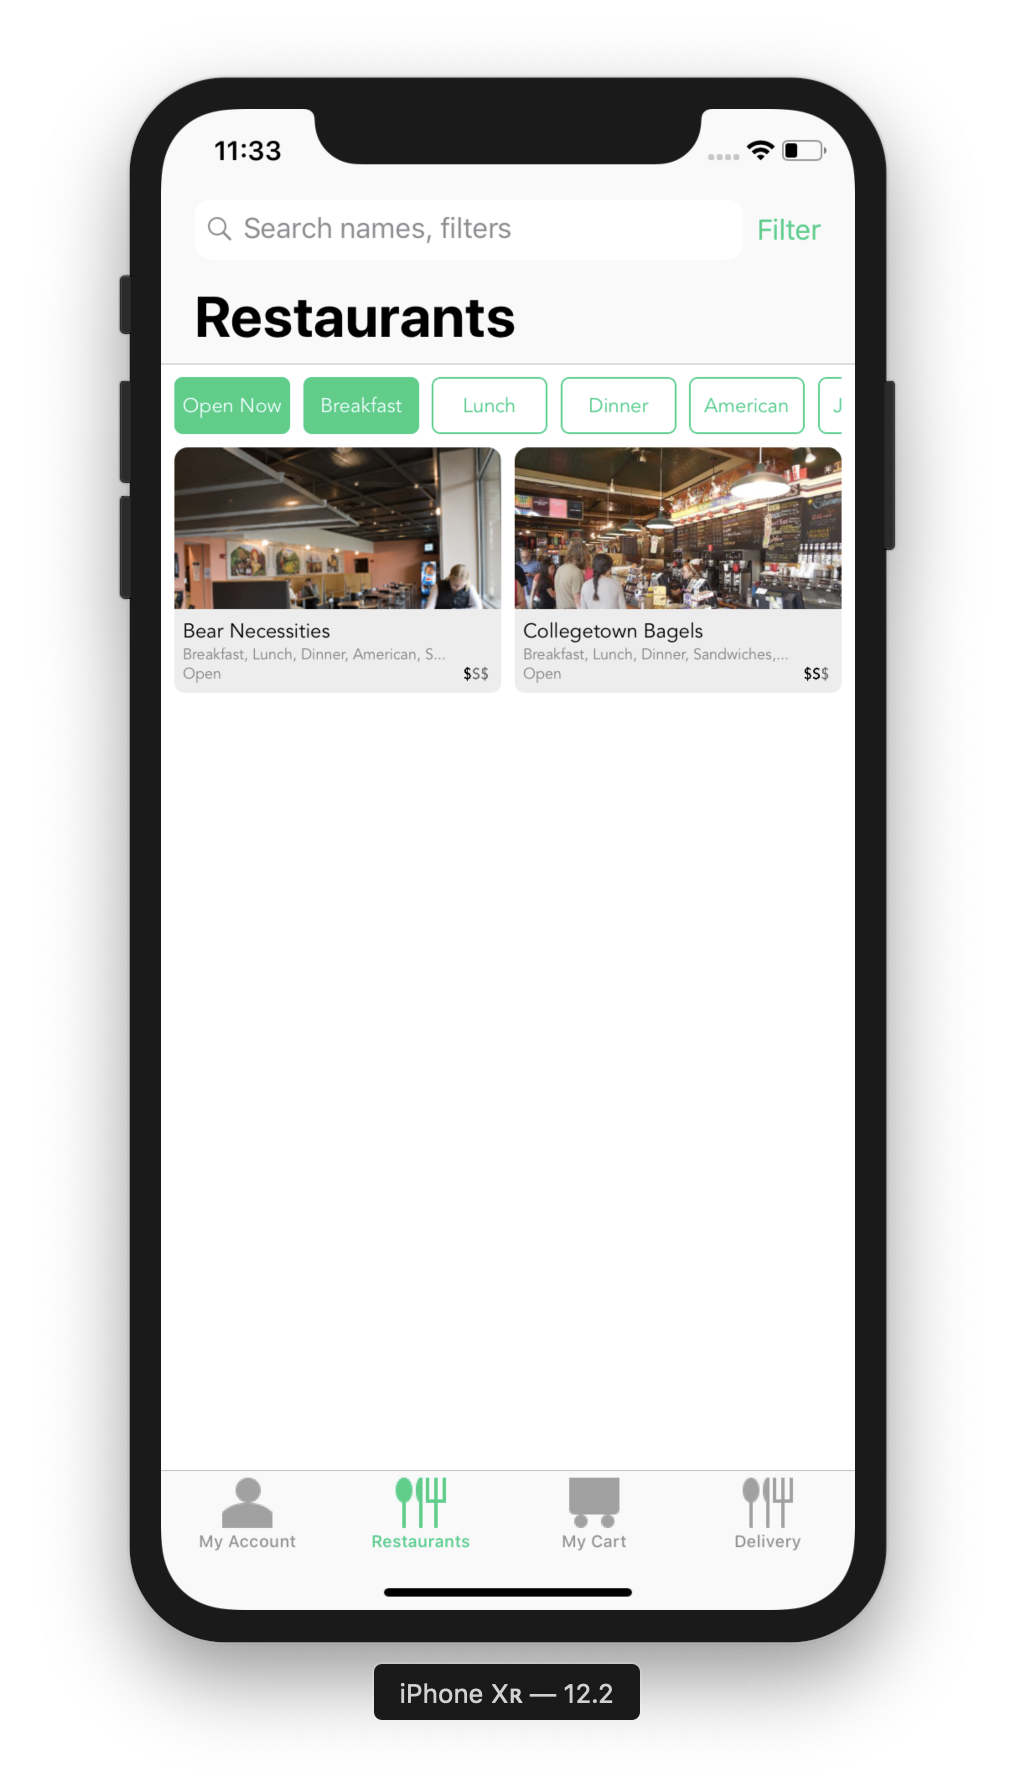 11:33
Search names, filters
Filter
Restaurants
Open Now
Breakfast
Lunch
Dinner
American
J
Bear Necessities
Breakfast, Lunch, Dinner, American, S...
Open
$$$
Collegetown Bagels
Breakfast, Lunch, Dinner, Sandwiches,...
Open
$$$
My Account
Restaurants
My Cart
Delivery
iPhone Xʀ — 12.2